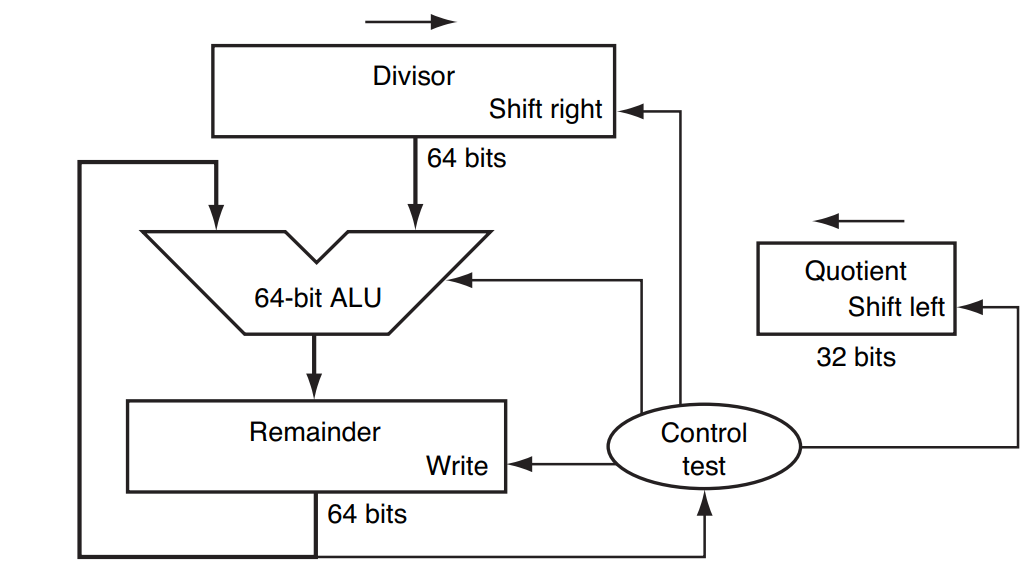 Divisor
Shift right
64 bits
64-bit ALU
Quotient
Shift left
32 bits
Remainder
Write
Control
test
64 bits